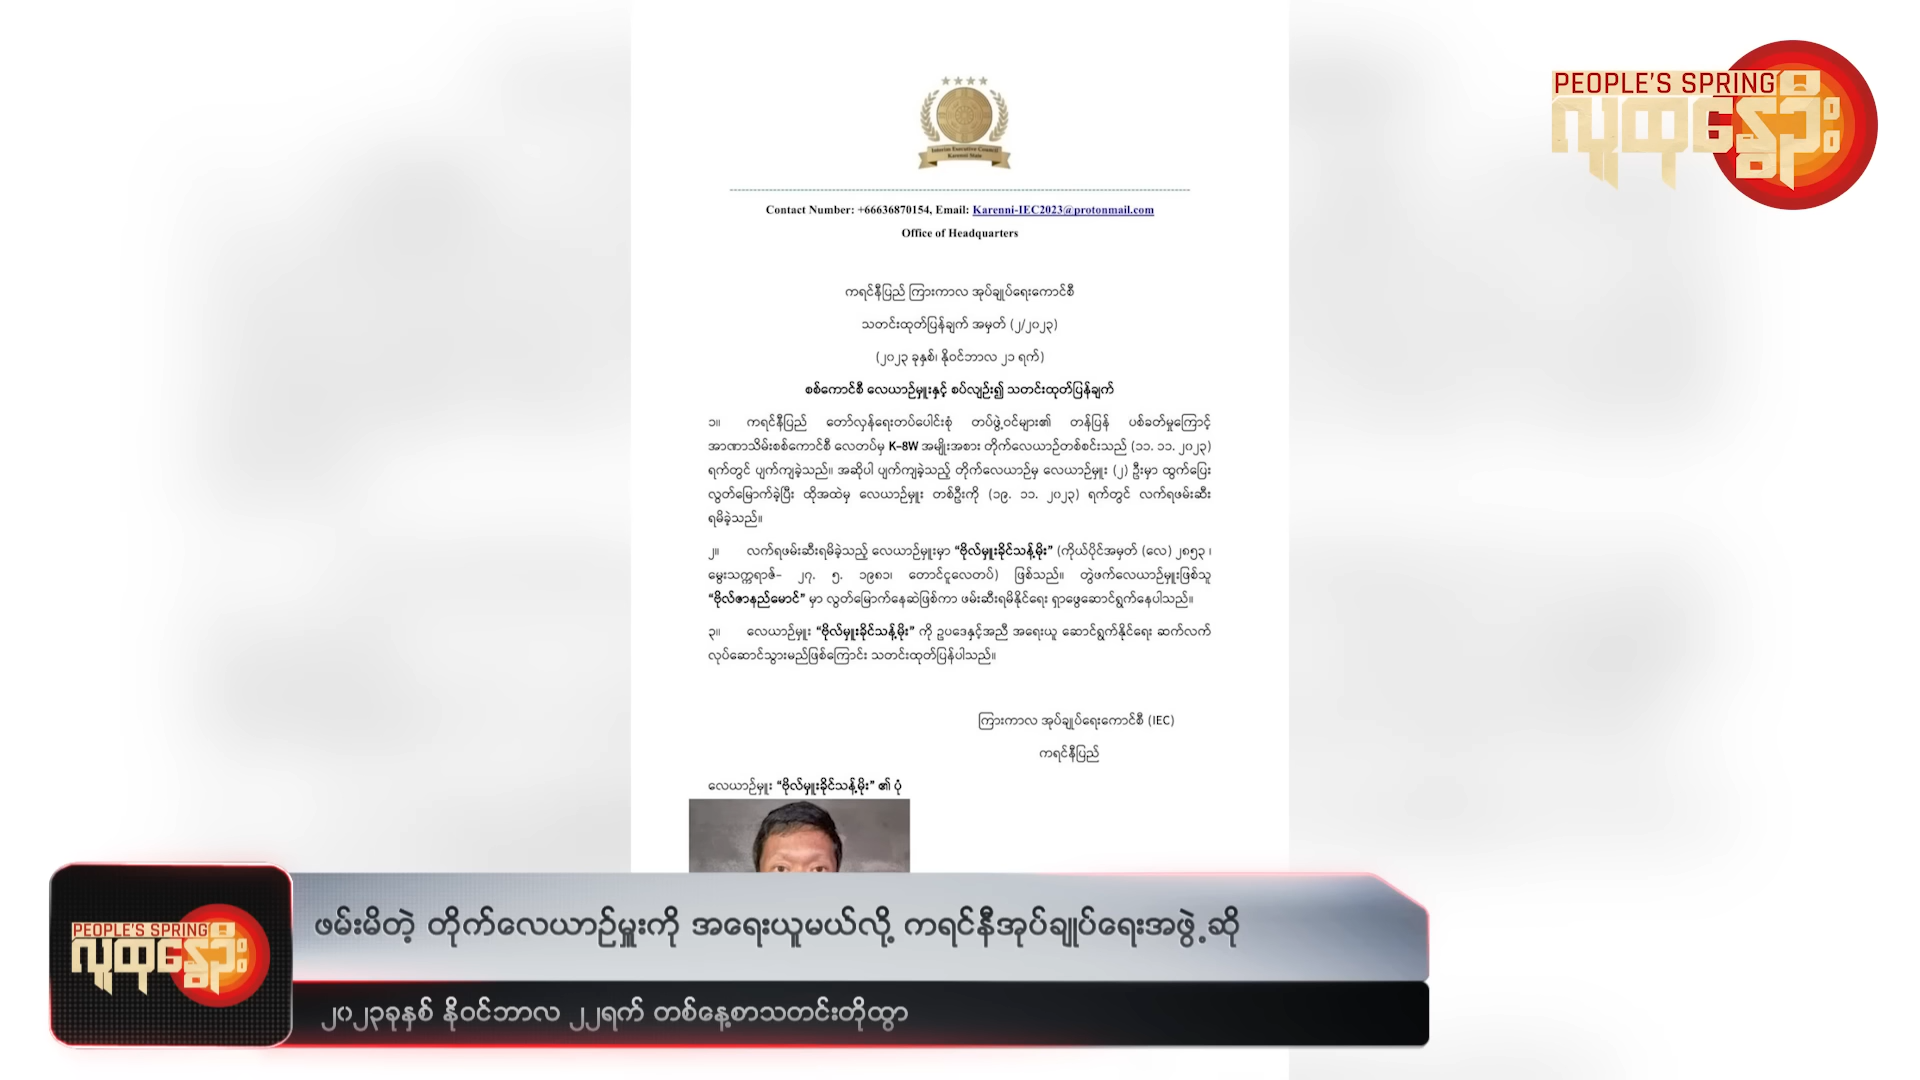 PEOPLE'S SPRING
လူထုနွေဦး
Interim Executive Council
Karenni State
Contact Number: +66636870154, Email: Karenni-IEC2023@protonmail.com
Office of Headquarters
ကရင်နီပြည် ကြားကာလ အုပ်ချုပ်ရေးကောင်စီ
သတင်းထုတ်ပြန်ချက် အမှတ် (၂/၂၀၂၃)
(၂၀၂၃ ခုနှစ်၊ နိုဝင်ဘာလ ၂၁ ရက်)
စစ်ကောင်စီ လေယာဉ်မှူးနှင့် စပ်လျဉ်း၍ သတင်းထုတ်ပြန်ချက်
၁။ ကရင်နီပြည် တော်လှန်ရေးတပ်ပေါင်းစုံ တပ်ဖွဲ့ဝင်များ၏ တန်ပြန် ပစ်ခတ်မှုကြောင့်
အာဏာသိမ်းစစ်ကောင်စီ လေတပ်မှ K-8W အမျိုးအစား တိုက်လေယာဉ်တစ်စင်းသည် (၁၁. ၁၁. ၂၀၂၃)
ရက်တွင် ပျက်ကျခဲ့သည်။ အဆိုပါ ပျက်ကျခဲ့သည့် တိုက်လေယာဉ်မှ လေယာဉ်မှူး (၂) ဦးမှာ ထွက်ပြေး
လွတ်မြောက်ခဲ့ပြီး ထိုအထဲမှ လေယာဉ်မှူး တစ်ဦးကို (၁၉. ၁၁. ၂၀၂၃) ရက်တွင် လက်ရဖမ်းဆီး
ရမိခဲ့သည်။
၂။ လက်ရဖမ်းဆီးရမိခဲ့သည့် လေယာဉ်မှူးမှာ “ဗိုလ်မှူးခိုင်သန့်မိုး” (ကိုယ်ပိုင်အမှတ် (လေ) ၂၈၅၃ ၊
မွေးသက္ကရာဇ်– ၂၇. ၅. ၁၉၈၁၊ တောင်ငူလေတပ်) ဖြစ်သည်။ တွဲဖက်လေယာဉ်မှူးဖြစ်သူ
“ဗိုလ်ဇာနည်မောင်” မှာ လွတ်မြောက်နေဆဲဖြစ်ကာ ဖမ်းဆီးရမိနိုင်ရေး ရှာဖွေဆောင်ရွက်နေပါသည်။
၃။ လေယာဉ်မှူး “ဗိုလ်မှူးခိုင်သန့်မိုး” ကို ဥပဒေနှင့်အညီ အရေးယူ ဆောင်ရွက်နိုင်ရေး ဆက်လက်
လုပ်ဆောင်သွားမည်ဖြစ်ကြောင်း သတင်းထုတ်ပြန်ပါသည်။
ကြားကာလ အုပ်ချုပ်ရေးကောင်စီ (IEC)
ကရင်နီပြည်
လေယာဉ်မှူး “ဗိုလ်မှူးခိုင်သန့်မိုး” ၏ ပုံ
PEOPLE'S SPRING
လူထုနွေဦး
ဖမ်းမိတဲ့ တိုက်လေယာဉ်မှူးကို အရေးယူမယ်လို့ ကရင်နီအုပ်ချုပ်ရေးအဖွဲ့ဆို
၂၀၂၃ခုနှစ် နိုဝင်ဘာလ ၂၂ရက် တစ်နေ့စာသတင်းတိုထွာ